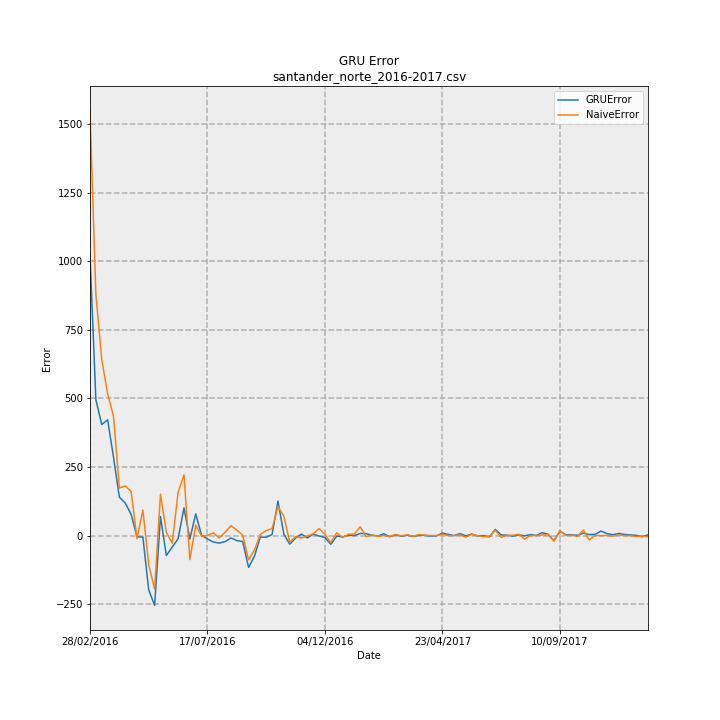 GRU Error
santander_norte_2016-2017.csv
GRUError
NaiveError
1500
1250
1000
750
500
250
0
−250
Error
28/02/2016
17/07/2016
04/12/2016
23/04/2017
10/09/2017
Date